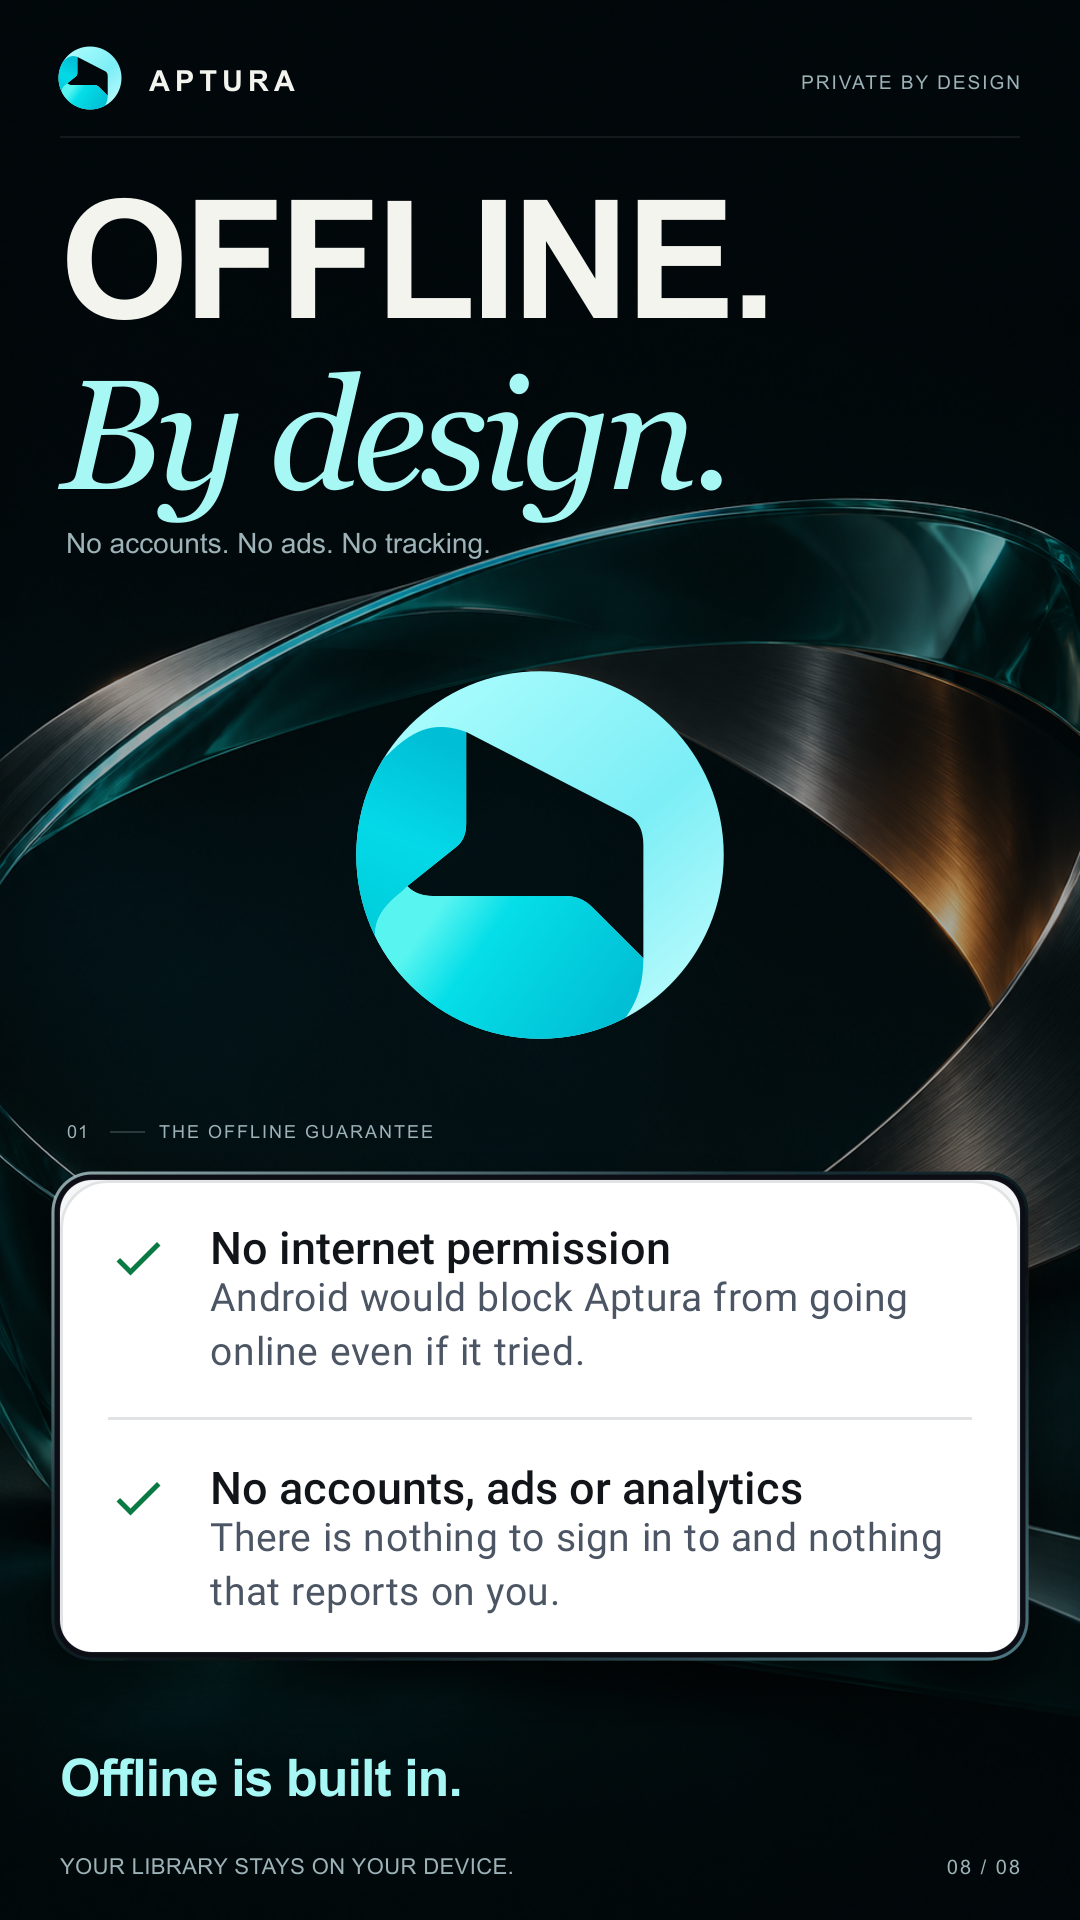 APTURA
PRIVATE BY DESIGN
OFFLINE.
By design.
No accounts. No ads. No tracking.
01 — THE OFFLINE GUARANTEE
No internet permission
Android would block Aptura from going
online even if it tried.
No accounts, ads or analytics
There is nothing to sign in to and nothing
that reports on you.
Offline is built in.
YOUR LIBRARY STAYS ON YOUR DEVICE.
08 / 08